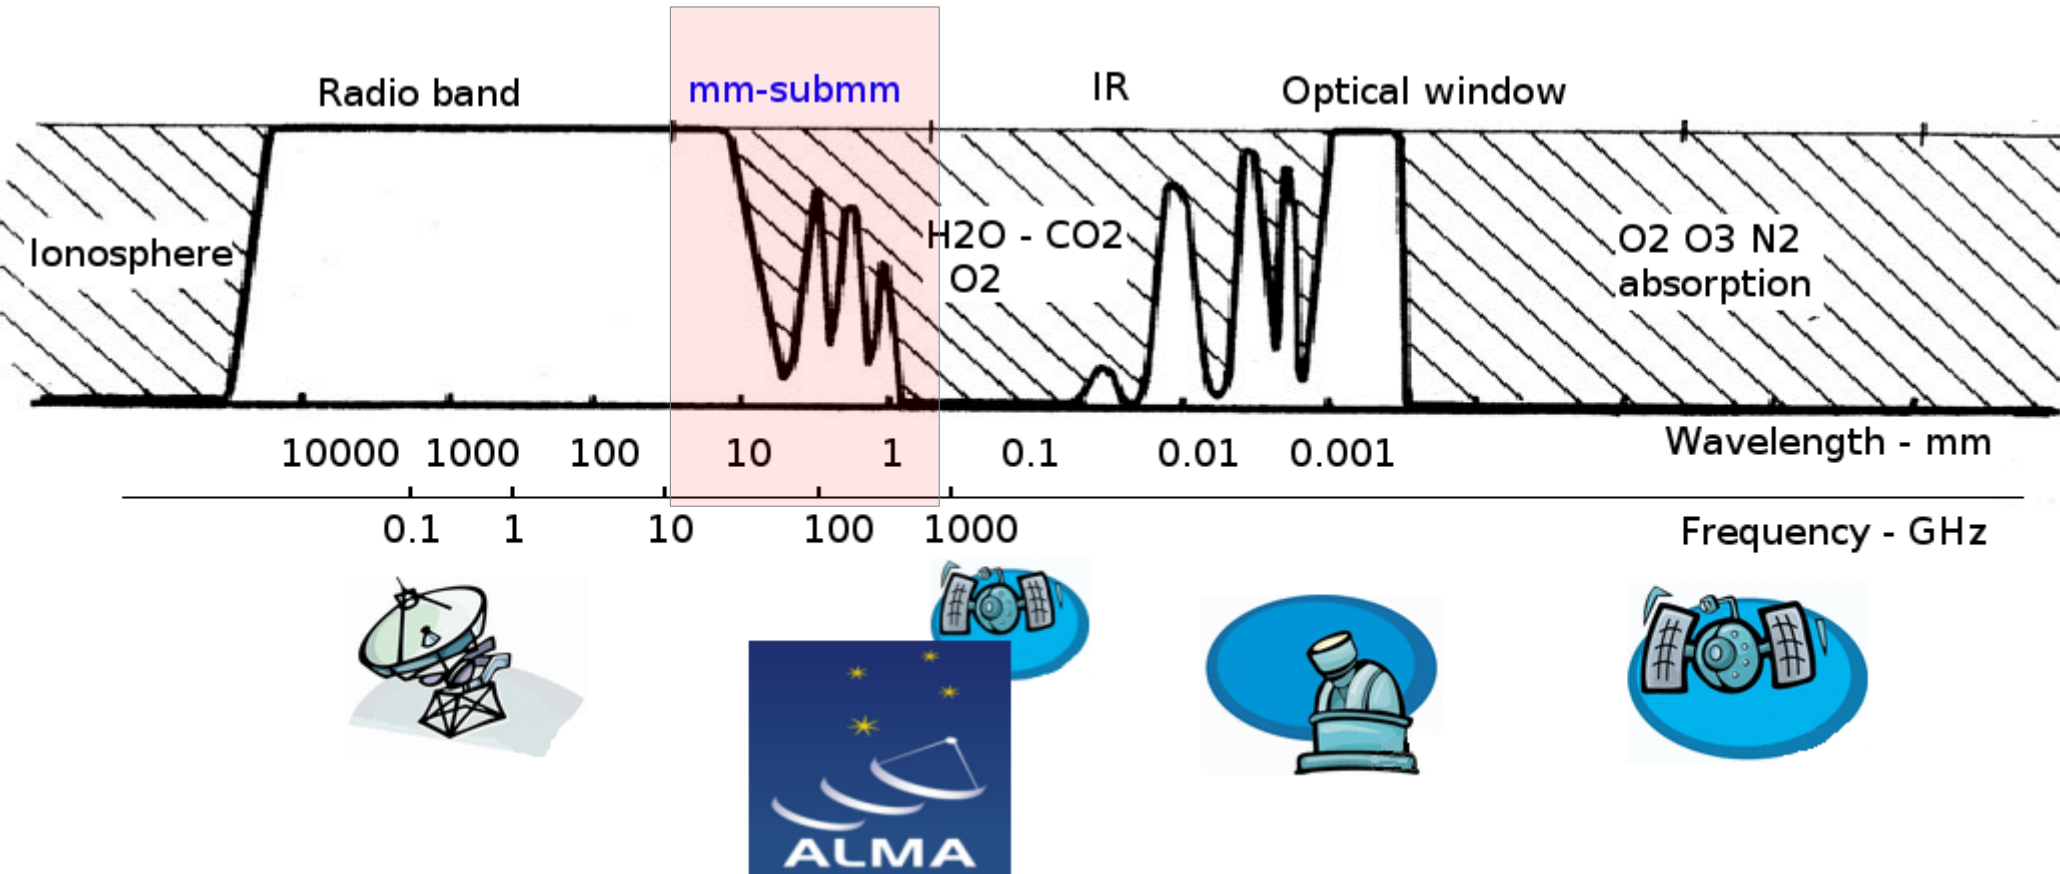 Radio band mm-submm IR Optical window
Ionosphere
H2O - CO2
O2
O2 O3 N2
absorption
10000 1000 100 10 1 0.1 0.01 0.001 Wavelength - mm
0.1 1 10 100 1000 Frequency - GHz
ALMA